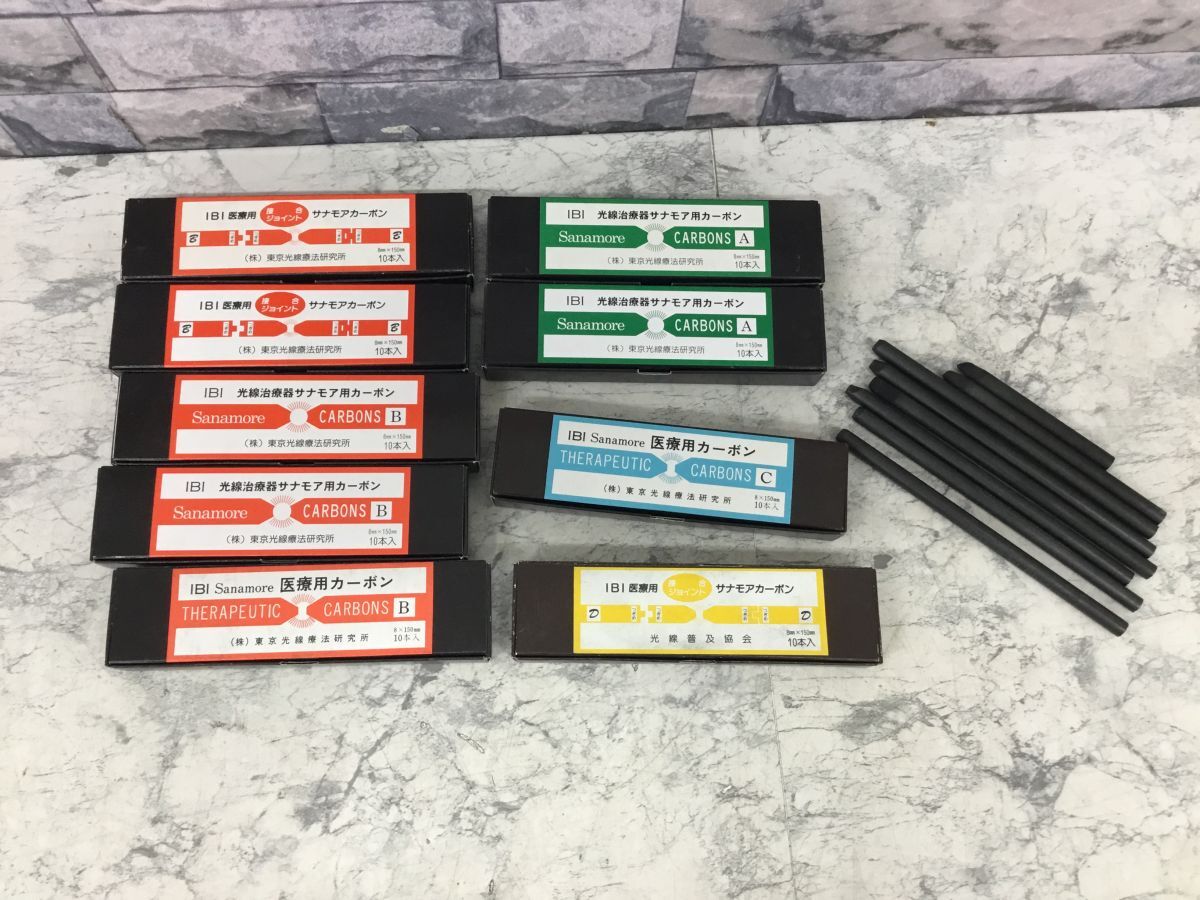 IBI 医療用 接合 ジョイント サナモアカーボン
B B
8mm×150mm
(株) 東京光線療法研究所 10本入
IBI 医療用 接合 ジョイント サナモアカーボン
B B
8mm×150mm
(株) 東京光線療法研究所 10本入
IBI 光線治療器サナモア用カーボン
Sanamore CARBONS B
8mm×150mm
(株) 東京光線療法研究所 10本入
IBI 光線治療器サナモア用カーボン
Sanamore CARBONS B
8mm×150mm
(株) 東京光線療法研究所 10本入
IBI Sanamore 医療用カーボン
THERAPEUTIC CARBONS B
8×150mm
(株) 東京光線療法研究所 10本入
IBI 光線治療器サナモア用カーボン
Sanamore CARBONS A
8mm×150mm
(株) 東京光線療法研究所 10本入
IBI 光線治療器サナモア用カーボン
Sanamore CARBONS A
8mm×150mm
(株) 東京光線療法研究所 10本入
IBI Sanamore 医療用カーボン
THERAPEUTIC CARBONS C
8×150mm
(株) 東京光線療法研究所 10本入
IBI 医療用 接合 ジョイント サナモアカーボン
D D
8mm×150mm
光線普及協会 10本入